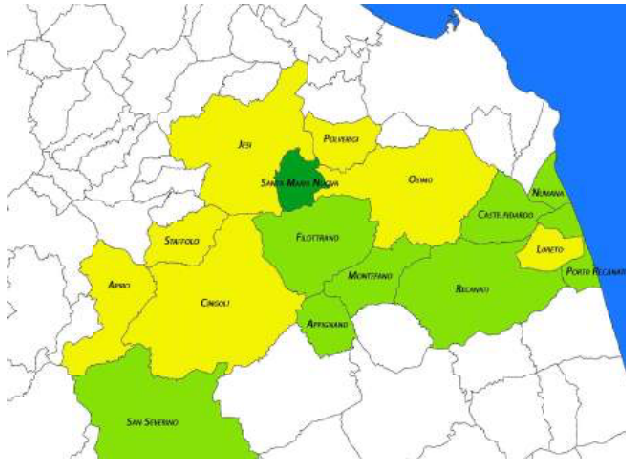 JESI
POLVERIGI
SANTA MARIA NUOVA
OSIMO
NUMANA
CASTELFIDARDO
STAFFOLO
FILOTTRANO
LORETO
PORTO RECANATI
APIRO
CINGOLI
MONTEFANO
RECANATI
APPIGNANO
SAN SEVERINO